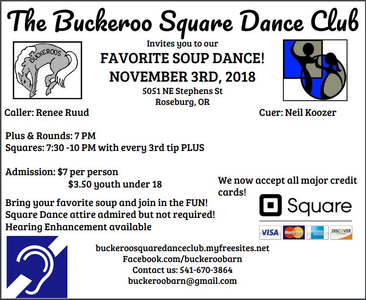 The Buckeroo Square Dance Club
BUCKEROOS
Invites you to our
FAVORITE SOUP DANCE!
NOVEMBER 3RD, 2018
5051 NE Stephens St
Roseburg, OR
Caller: Renee Ruud
Cuer: Neil Koozer
Plus & Rounds: 7 PM
Squares: 7:30 -10 PM with every 3rd tip PLUS
Admission: $7 per person
$3.50 youth under 18
We now accept all major credit
cards!
Square
VISA MasterCard AMERICAN EXPRESS DISCOVER
Bring your favorite soup and join in the FUN!
Square Dance attire admired but not required!
Hearing Enhancement available
buckeroosquaredanceclub.myfreesites.net
Facebook.com/buckeroobarn
Contact us: 541-670-3864
buckeroobarn@gmail.com